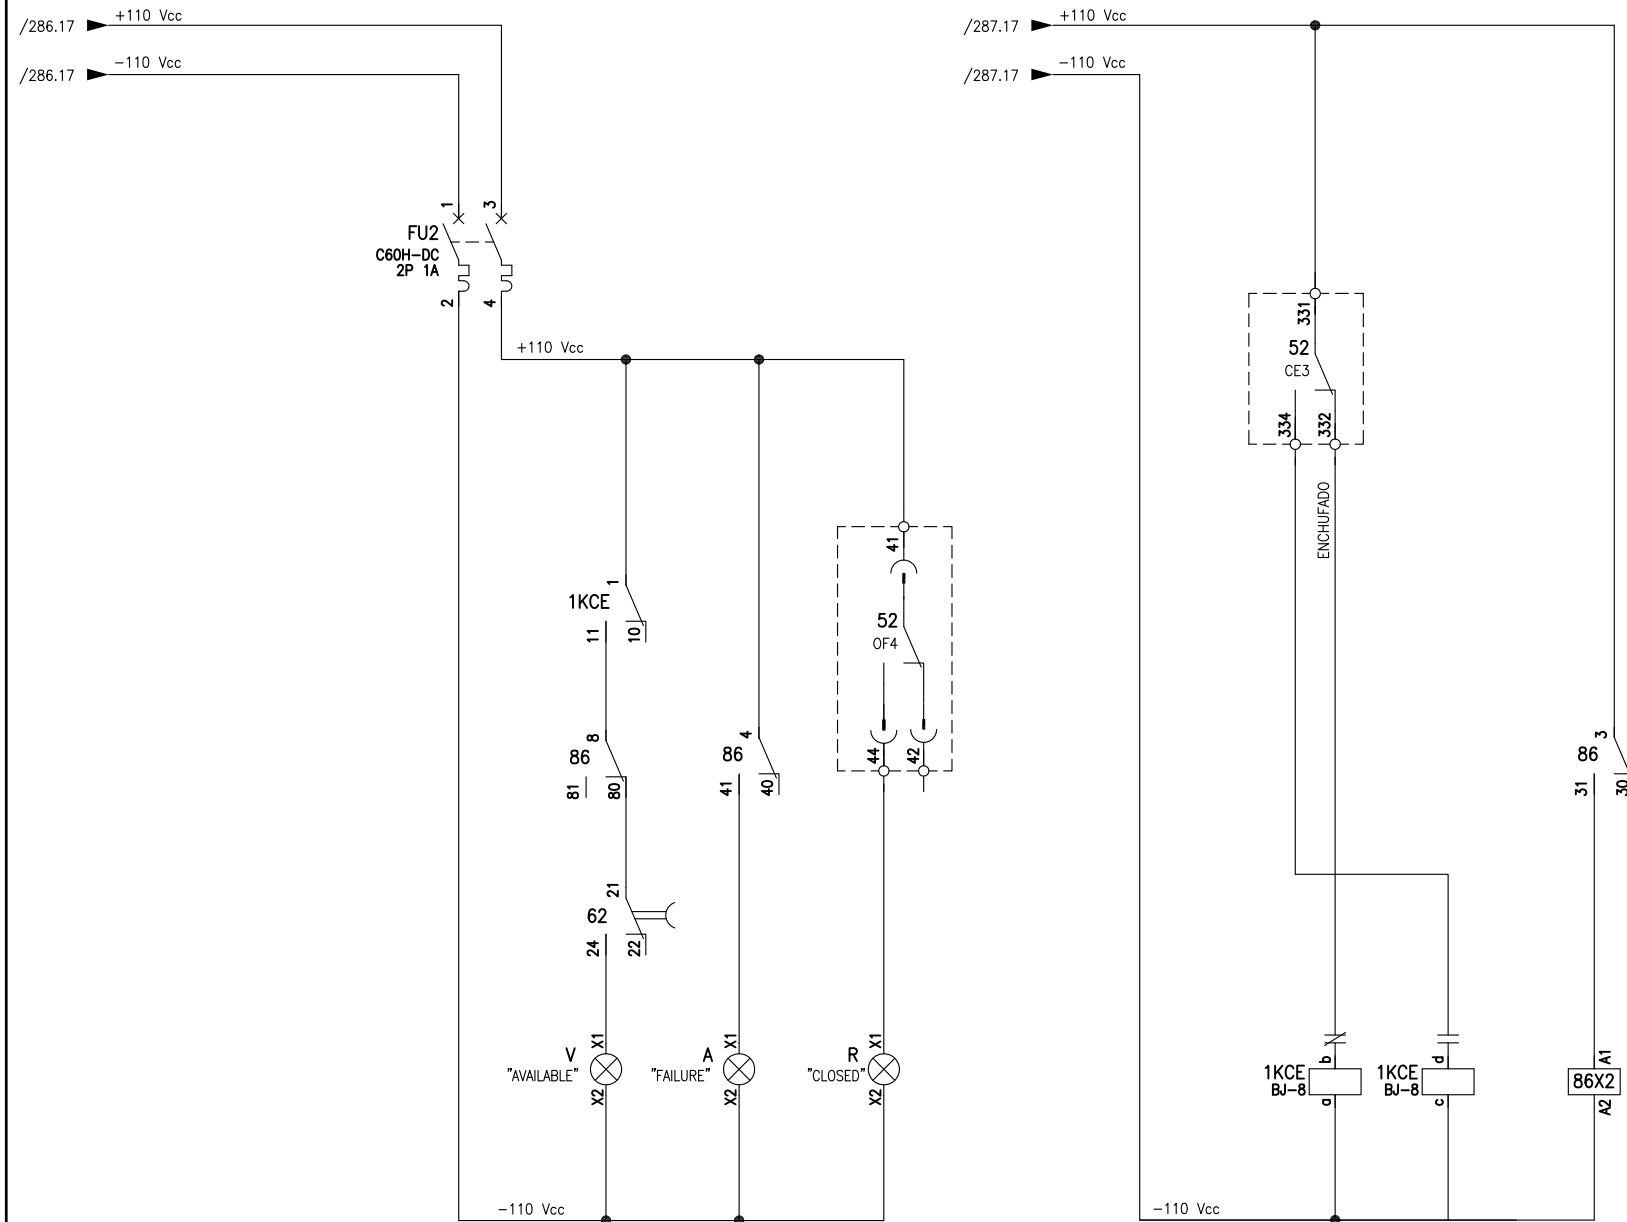 +110 Vcc
/286.17
-110 Vcc
/286.17
+110 Vcc
/287.17
-110 Vcc
/287.17
1
3
FU2
C60H-DC
2P 1A
2
4
+110 Vcc
331
52
CE3
334
332
ENCHUFADO
41
52
OF4
44
42
1
1KCE
11
10
8
86
81
80
4
86
41
40
3
86
31
30
21
62
24
22
X1
V
"AVAILABLE"
X2
X1
A
"FAILURE"
X2
X1
R
"CLOSED"
X2
b
1KCE
BJ-8
a
d
1KCE
BJ-8
c
A1
86X2
A2
-110 Vcc
-110 Vcc